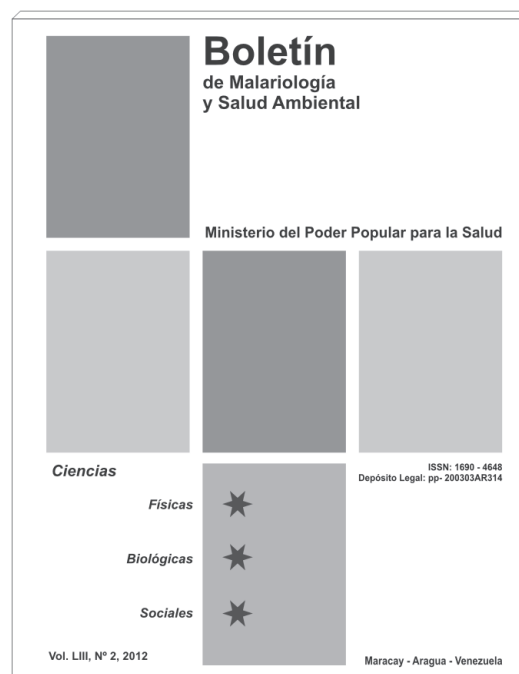 Boletín
de Malariología
y Salud Ambiental
Ministerio del Poder Popular para la Salud
Ciencias
ISSN: 1690 - 4648
Depósito Legal: pp- 200303AR314
Físicas
Biológicas
Sociales
Vol. LIII, Nº 2, 2012
Maracay - Aragua - Venezuela